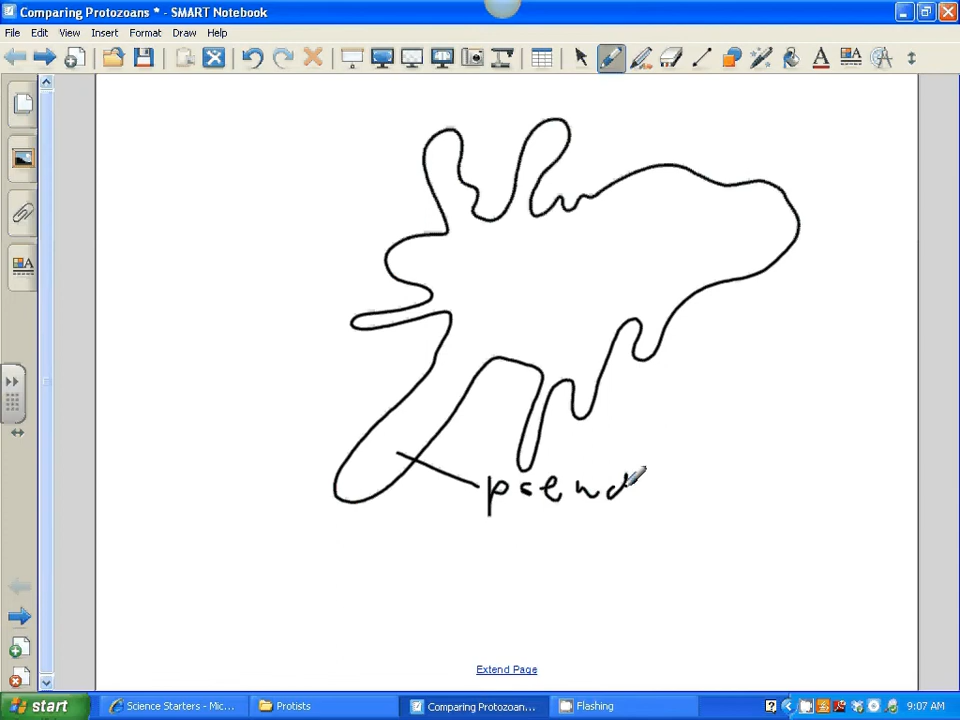 Comparing Protozoans * - SMART Notebook
File Edit View Insert Format Draw Help
pseud
Extend Page
start Science Starters - Mic... Protists Comparing Protozoan... Flashing 9:07 AM